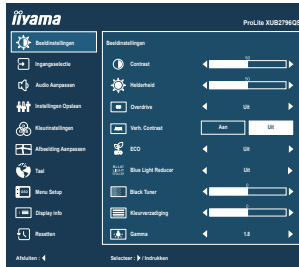 iiyama
ProLite XUB2796QS
Beeldinstellingen
Ingangsselectie
Audio Aanpassen
Instellingen Opslaan
Kleurinstellingen
Afbeelding Aanpassen
Taal
Menu Setup
Display info
Resetten
Beeldinstellingen
Contrast 50
Helderheid 50
Overdrive Uit
Verh. Contrast Aan Uit
ECO Uit
BLUE LIGHT Blue Light Reducer Uit
Black Tuner 0
Kleurverzadiging 0
Gamma 1.8
Afsluiten :
Selecteer : / Indrukken